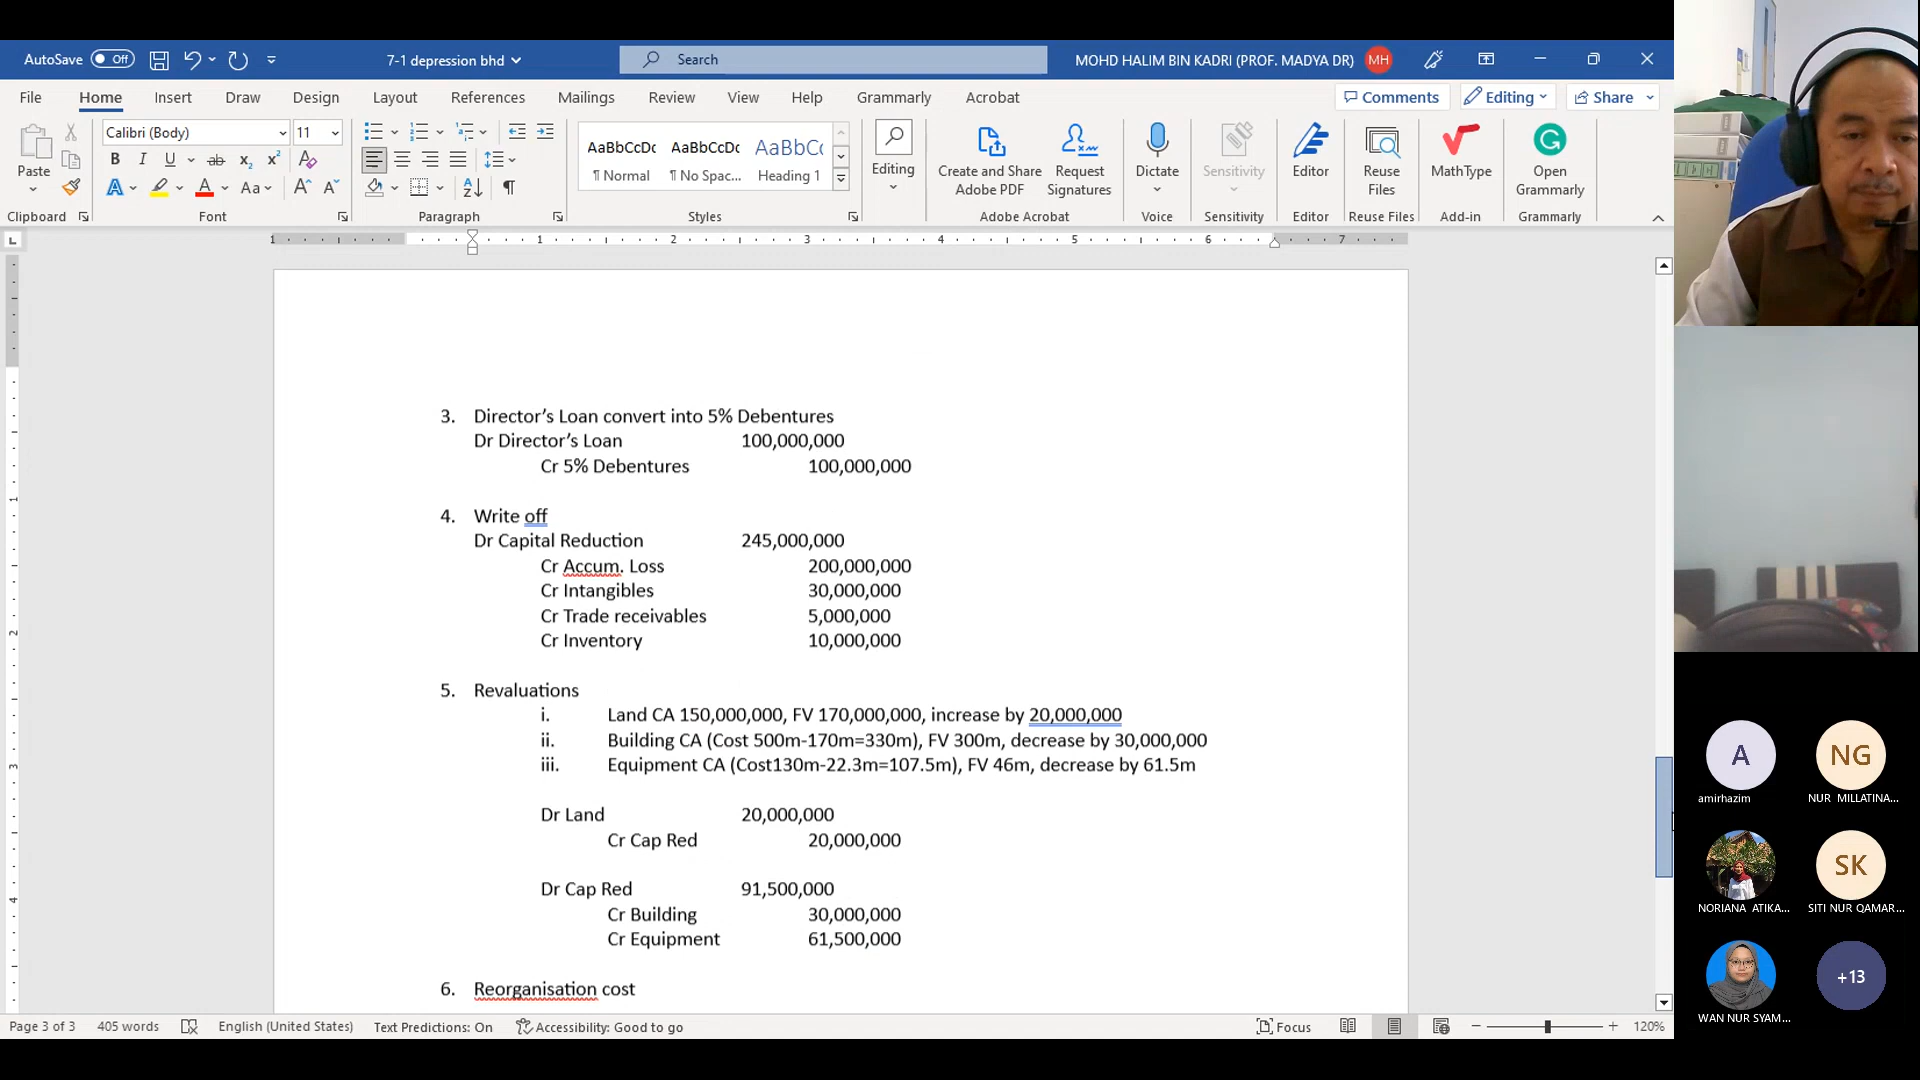 AutoSave Off
7-1 depression bhd
Search
MOHD HALIM BIN KADRI (PROF. MADYA DR) MH
File Home Insert Draw Design Layout References Mailings Review View Help Grammarly Acrobat
Comments Editing Share
Paste
Calibri (Body) 11
AaBbCcDc AaBbCcDc AaBbCc
¶ Normal ¶ No Spac... Heading 1
Editing
Create and Share Adobe PDF
Request Signatures
Dictate
Sensitivity
Editor
Reuse Files
MathType
Open Grammarly
Clipboard Font Paragraph Styles Adobe Acrobat Voice Sensitivity Editor Reuse Files Add-in Grammarly
1 1 2 3 4 5 6 7
3. Director's Loan convert into 5% Debentures
Dr Director's Loan 100,000,000
Cr 5% Debentures 100,000,000
4. Write off
Dr Capital Reduction 245,000,000
Cr Accum. Loss 200,000,000
Cr Intangibles 30,000,000
Cr Trade receivables 5,000,000
Cr Inventory 10,000,000
5. Revaluations
i. Land CA 150,000,000, FV 170,000,000, increase by 20,000,000
ii. Building CA (Cost 500m-170m=330m), FV 300m, decrease by 30,000,000
iii. Equipment CA (Cost130m-22.3m=107.5m), FV 46m, decrease by 61.5m
Dr Land 20,000,000
Cr Cap Red 20,000,000
Dr Cap Red 91,500,000
Cr Building 30,000,000
Cr Equipment 61,500,000
6. Reorganisation cost
Page 3 of 3 405 words English (United States) Text Predictions: On Accessibility: Good to go Focus 120%
A NG
amirhazim NUR MILLATINA...
SK
NORIANA ATIKA... SITI NUR QAMAR...
+13
WAN NUR SYAM...